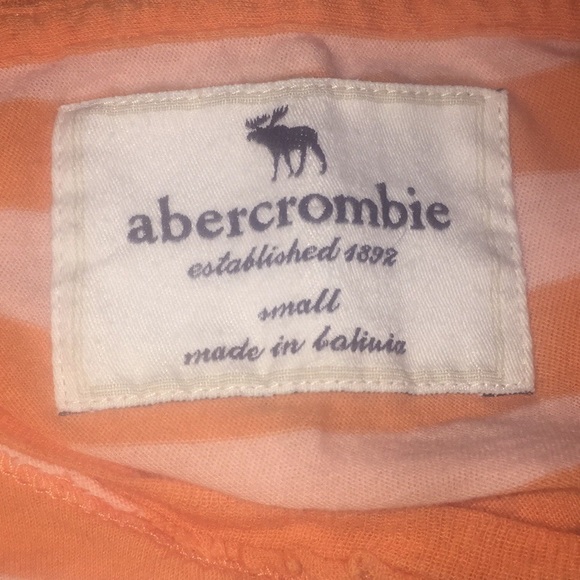 abercrombie
established 1892
small
made in bolivia